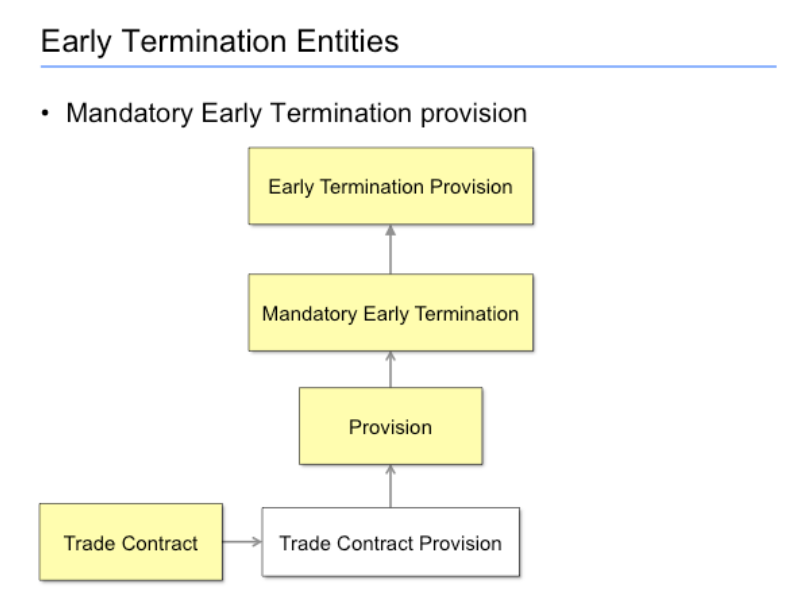 Early Termination Entities
• Mandatory Early Termination provision
Early Termination Provision
Mandatory Early Termination
Provision
Trade Contract
Trade Contract Provision